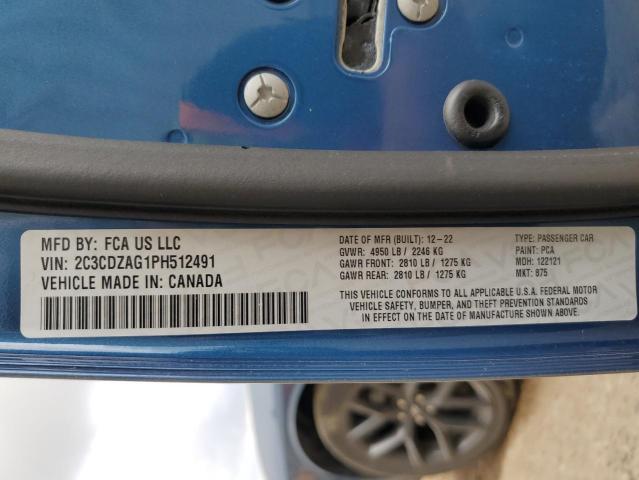 MFD BY: FCA US LLC
VIN: 2C3CDZAG1PH512491
VEHICLE MADE IN: CANADA
DATE OF MFR (BUILT): 12-22
GVWR: 4950 LB / 2246 KG
GAWR FRONT: 2810 LB / 1275 KG
GAWR REAR: 2810 LB / 1275 KG
TYPE: PASSENGER CAR
PAINT: PCA
MDH: 122121
MKT: 875
THIS VEHICLE CONFORMS TO ALL APPLICABLE U.S.A. FEDERAL MOTOR
VEHICLE SAFETY, BUMPER, AND THEFT PREVENTION STANDARDS
IN EFFECT ON THE DATE OF MANUFACTURE SHOWN ABOVE.